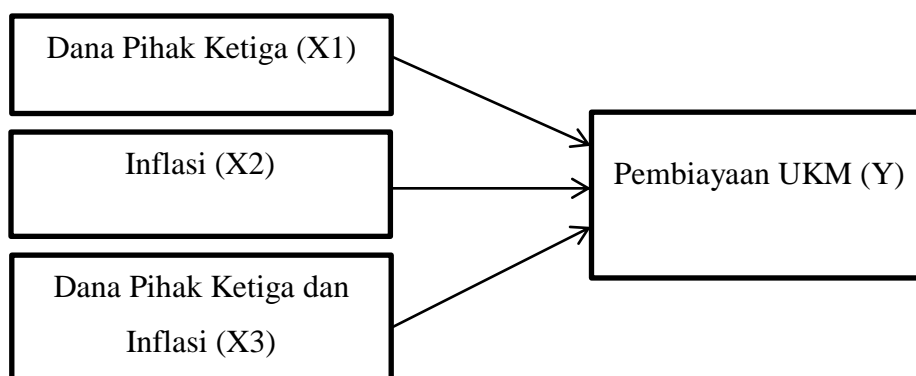 Dana Pihak Ketiga (X1)
Inflasi (X2)
Pembiayaan UKM (Y)
Dana Pihak Ketiga dan
Inflasi (X3)